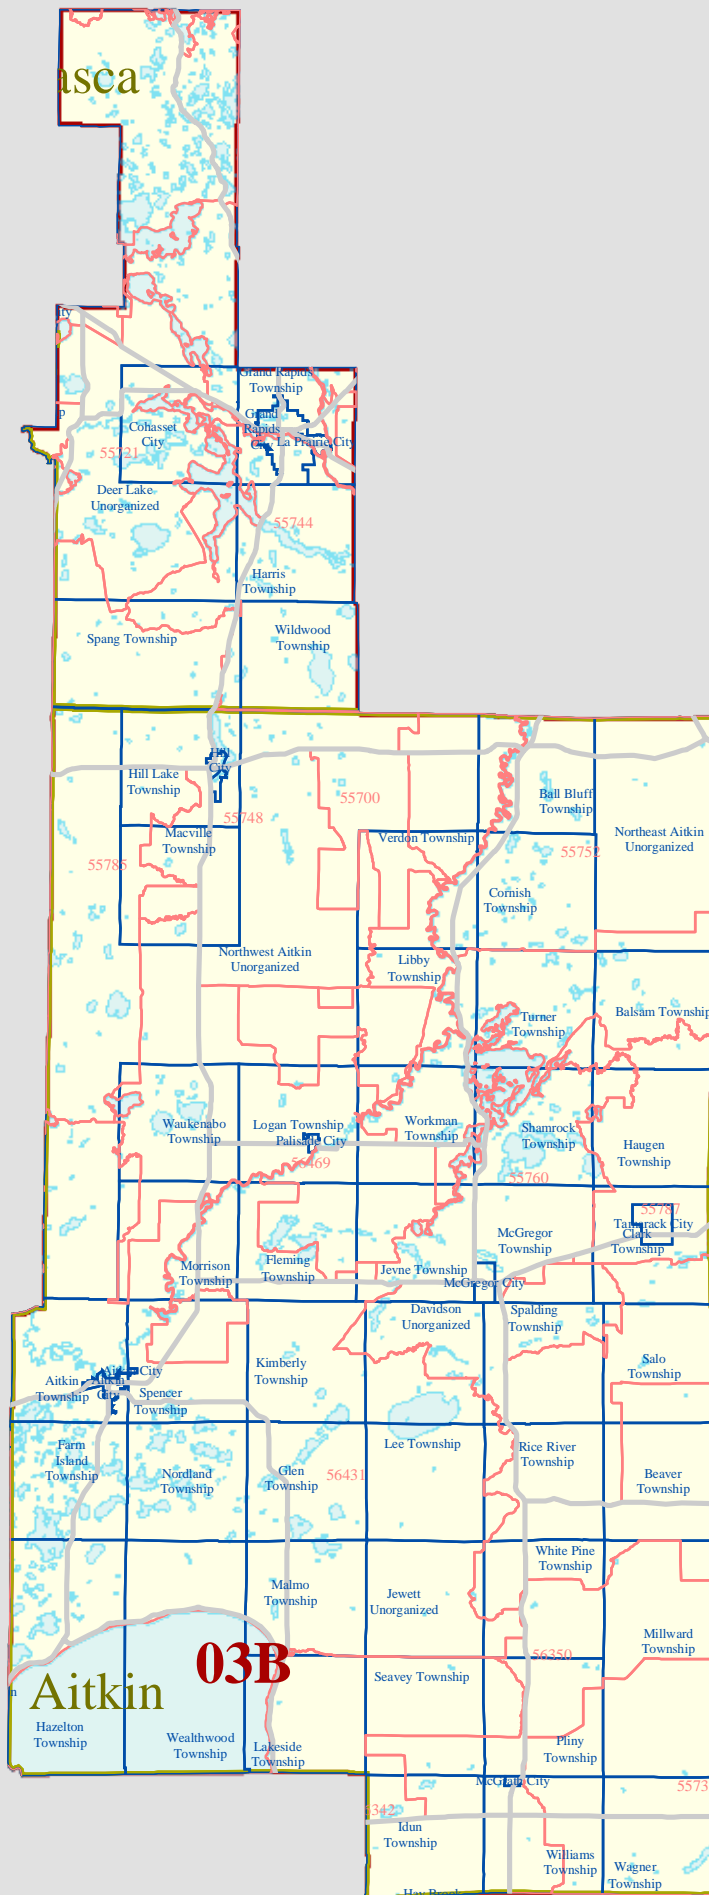 asca
ity
Grand Rapids
Township
p
Cohasset
City
Grand
Rapids
City
La Prairie City
55721
Deer Lake
Unorganized
55744
Harris
Township
Spang Township
Wildwood
Township
Hill
City
Hill Lake
Township
55700
Ball Bluff
Township
55748
Macville
Township
Verdon Township
Northeast Aitkin
Unorganized
55752
55785
Cornish
Township
Northwest Aitkin
Unorganized
Libby
Township
Turner
Township
Balsam Township
Waukenabo
Township
Logan Township
Palisade City
56469
Workman
Township
Shamrock
Township
Haugen
Township
55760
55787
Tamarack City
Clark
Township
McGregor
Township
Morrison
Township
Fleming
Township
Jevne Township
McGregor City
Davidson
Unorganized
Spalding
Township
Salo
Township
Kimberly
Township
Aitkin City
Aitkin
City
Aitkin
Township
Spencer
Township
Farm
Island
Township
Nordland
Township
Glen
Township
56431
Lee Township
Rice River
Township
Beaver
Township
White Pine
Township
Malmo
Township
Jewett
Unorganized
Millward
Township
03B
56350
Seavey Township
n
Aitkin
Hazelton
Township
Wealthwood
Township
Lakeside
Township
Pliny
Township
McGrath City
5573
5342
Idun
Township
Williams
Township
Wagner
Township
Hay Brook